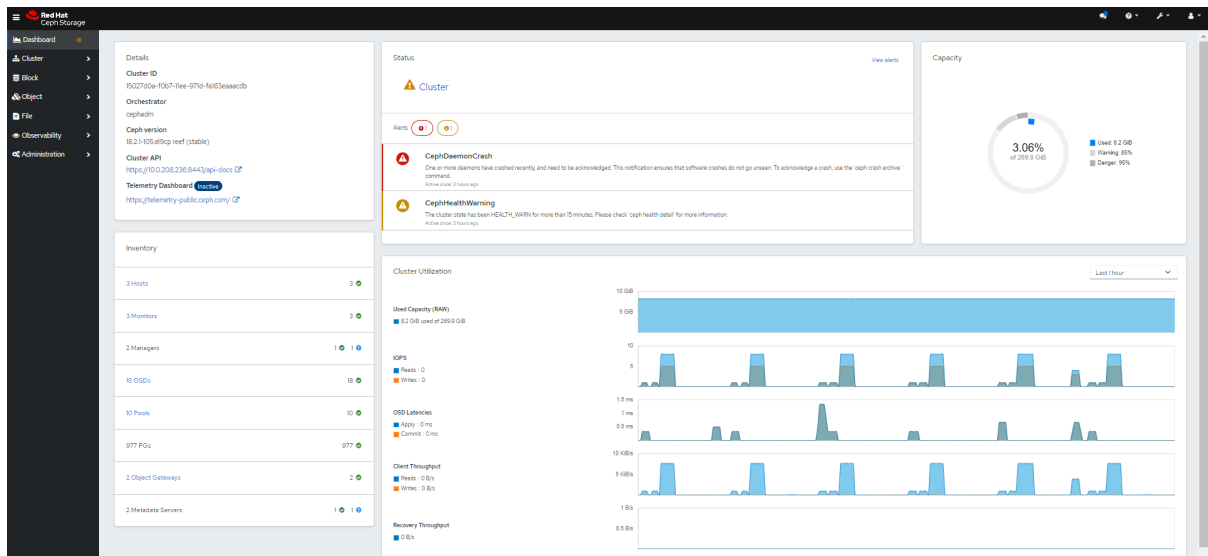 Red Hat
Ceph Storage
Dashboard
Cluster
Block
Object
File
Observability
Administration
Details
Cluster ID
Orchestrator
cephadm
Ceph version
18.2.1-105.el9cp reef (stable)
Cluster API
https://10.0.208.236:8443/api-docs
Telemetry Dashboard Inactive
https://telemetry-public.ceph.com/
Status
View alerts
Cluster
Alerts 1 1
CephDaemonCrash
One or more daemons have crashed recently, and need to be acknowledged. This notification ensures that software crashes do not go unseen. To acknowledge a crash, use the 'ceph crash archive '
command.
Active since: 3 hours ago
CephHealthWarning
The cluster state has been HEALTH_WARN for more than 15 minutes. Please check 'ceph health detail' for more information.
Active since: 3 hours ago
Capacity
3.06%
of 269.9 GiB
Used: 8.2 GiB
Warning: 85%
Danger: 95%
Inventory
3 Hosts 3
3 Monitors 3
2 Managers 1 1
18 OSDs 18
10 Pools 10
977 PGs 977
2 Object Gateways 2
2 Metadata Servers 1 1
Cluster Utilization
Last 1 hour
Used Capacity (RAW)
8.2 GiB used of 269.9 GiB
10 GiB
5 GiB
IOPS
Reads : 0
Writes : 0
10
5
OSD Latencies
Apply : 0 ms
Commit : 0 ms
1.5 ms
1 ms
0.5 ms
Client Throughput
Reads : 0 B/s
Writes : 0 B/s
10 KiB/s
5 KiB/s
Recovery Throughput
0 B/s
1 B/s
0.5 B/s